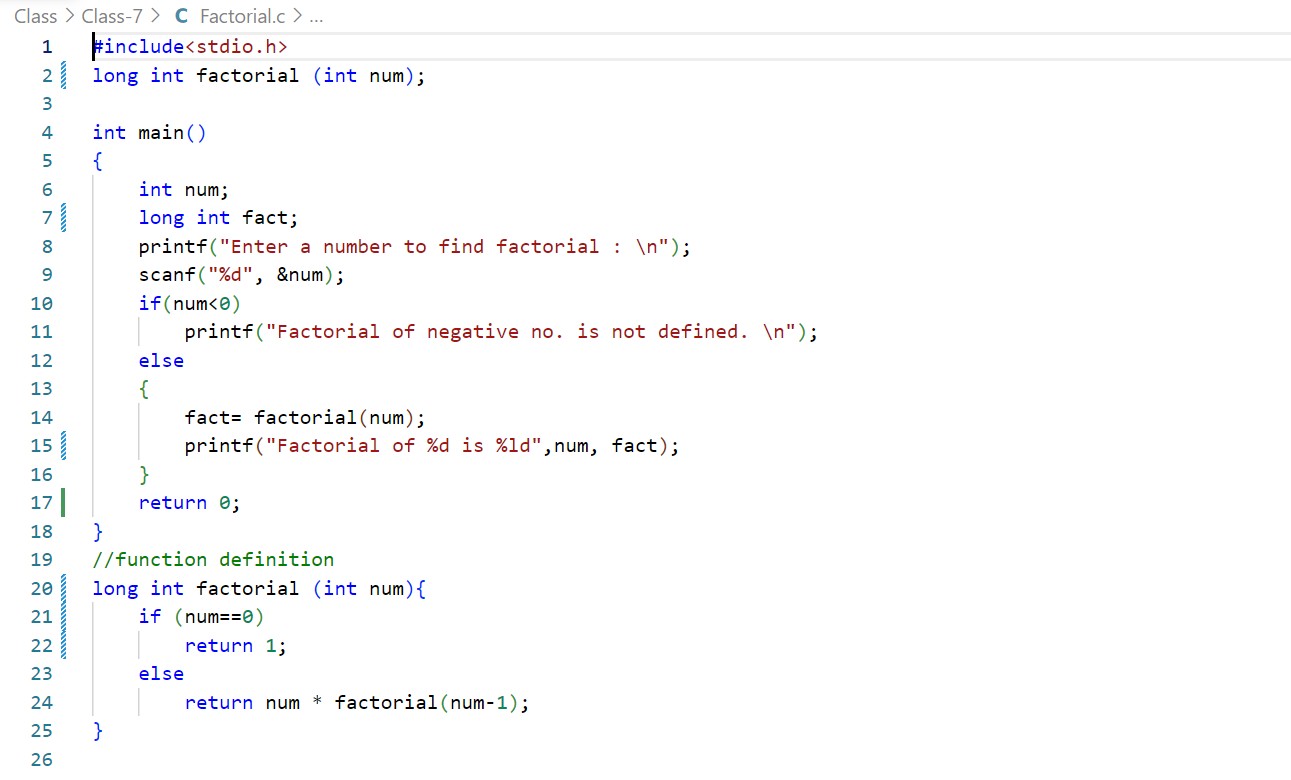 Class > Class-7 > C Factorial.c > ...
1 #include<stdio.h>
2 long int factorial (int num);
3
4 int main()
5 {
6     int num;
7     long int fact;
8     printf("Enter a number to find factorial : \n");
9     scanf("%d", &num);
10     if(num<0)
11         printf("Factorial of negative no. is not defined. \n");
12     else
13     {
14         fact= factorial(num);
15         printf("Factorial of %d is %ld",num, fact);
16     }
17     return 0;
18 }
19 //function definition
20 long int factorial (int num){
21     if (num==0)
22         return 1;
23     else
24         return num * factorial(num-1);
25 }
26